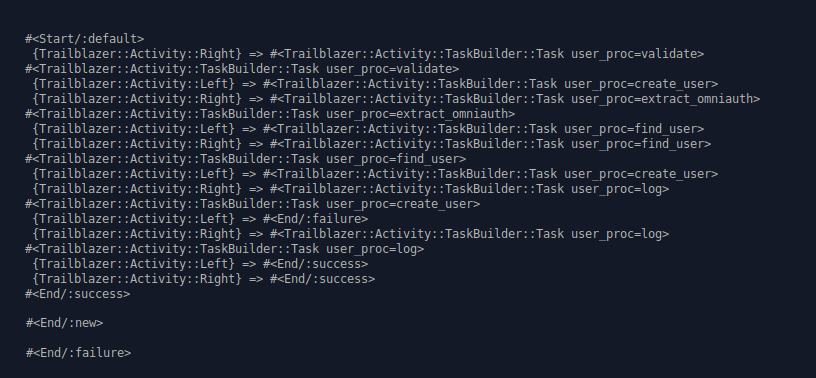 #<Start/:default>
 {Trailblazer::Activity::Right} => #<Trailblazer::Activity::TaskBuilder::Task user_proc=validate>
#<Trailblazer::Activity::TaskBuilder::Task user_proc=validate>
 {Trailblazer::Activity::Left} => #<Trailblazer::Activity::TaskBuilder::Task user_proc=create_user>
 {Trailblazer::Activity::Right} => #<Trailblazer::Activity::TaskBuilder::Task user_proc=extract_omniauth>
#<Trailblazer::Activity::TaskBuilder::Task user_proc=extract_omniauth>
 {Trailblazer::Activity::Left} => #<Trailblazer::Activity::TaskBuilder::Task user_proc=find_user>
 {Trailblazer::Activity::Right} => #<Trailblazer::Activity::TaskBuilder::Task user_proc=find_user>
#<Trailblazer::Activity::TaskBuilder::Task user_proc=find_user>
 {Trailblazer::Activity::Left} => #<Trailblazer::Activity::TaskBuilder::Task user_proc=create_user>
 {Trailblazer::Activity::Right} => #<Trailblazer::Activity::TaskBuilder::Task user_proc=log>
#<Trailblazer::Activity::TaskBuilder::Task user_proc=create_user>
 {Trailblazer::Activity::Left} => #<End/:failure>
 {Trailblazer::Activity::Right} => #<Trailblazer::Activity::TaskBuilder::Task user_proc=log>
#<Trailblazer::Activity::TaskBuilder::Task user_proc=log>
 {Trailblazer::Activity::Left} => #<End/:success>
 {Trailblazer::Activity::Right} => #<End/:success>
#<End/:success>

#<End/:new>

#<End/:failure>